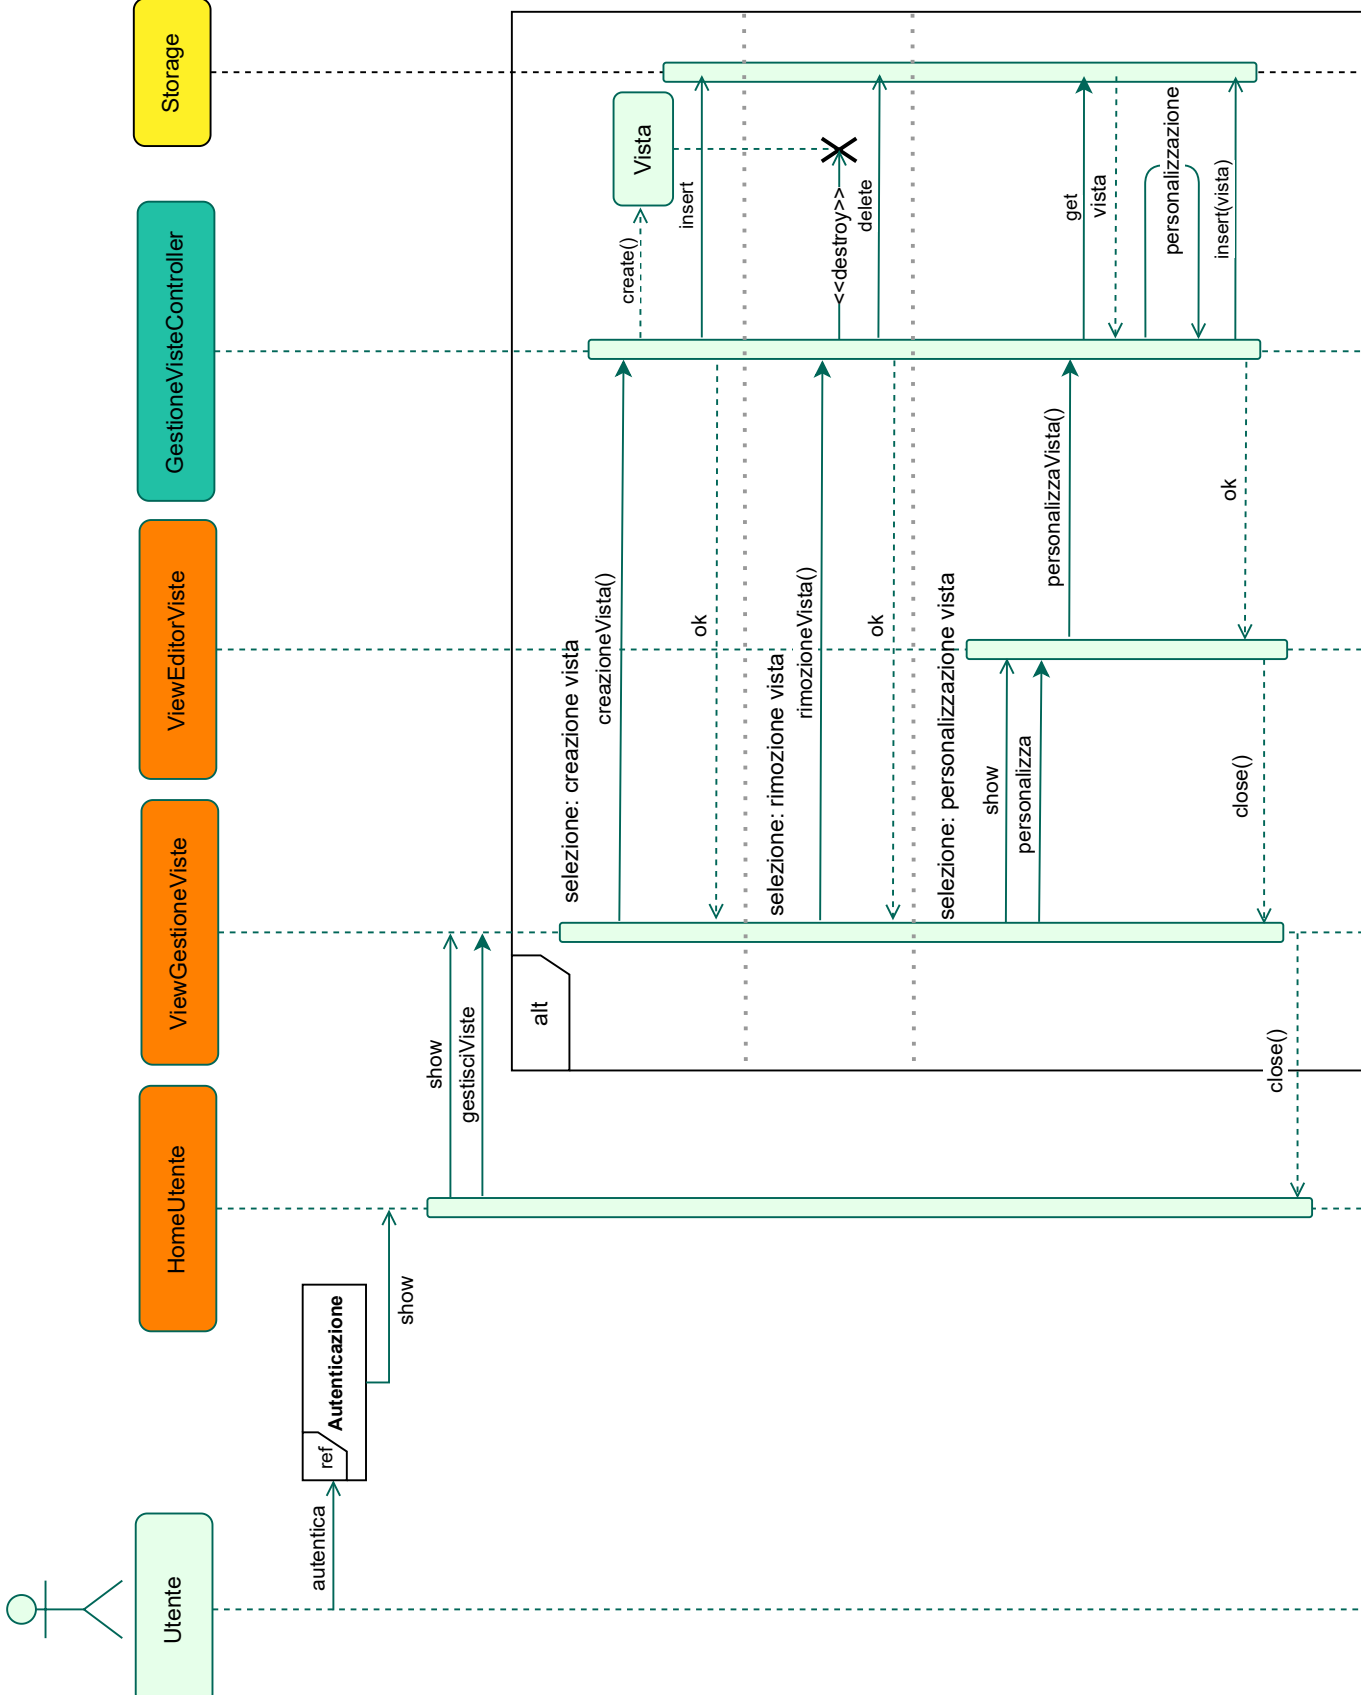 Utente
HomeUtente
ViewGestioneViste
ViewEditorViste
GestioneVisteController
Storage
autentica
ref
Autenticazione
show
show
gestisciViste
alt
selezione: creazione vista
creazioneVista()
create()
Vista
insert
ok
selezione: rimozione vista
rimozioneVista()
<<destroy>>
delete
ok
selezione: personalizzazione vista
show
personalizza
personalizzaVista()
get
vista
personalizzazione
insert(vista)
ok
close()
close()